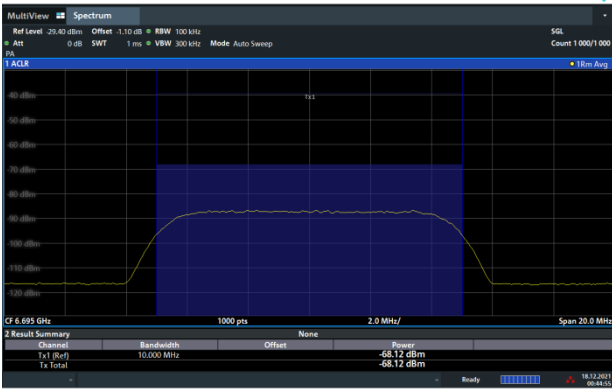 MultiView Spectrum
Ref Level -29.40 dBm Offset -1.10 dB RBW 100 kHz SGL
Att 0 dB SWT 1 ms VBW 300 kHz Mode Auto Sweep Count 1 000/1 000
PA
1 ACLR 1Rm Avg
Tx1
-40 dBm
-50 dBm
-60 dBm
-70 dBm
-80 dBm
-90 dBm
-100 dBm
-110 dBm
-120 dBm
CF 6.695 GHz 1000 pts 2.0 MHz/ Span 20.0 MHz
2 Result Summary None
Channel Bandwidth Offset Power
Tx1 (Ref) 10.000 MHz -68.12 dBm
Tx Total -68.12 dBm
Ready 18.12.2021
00:44:55